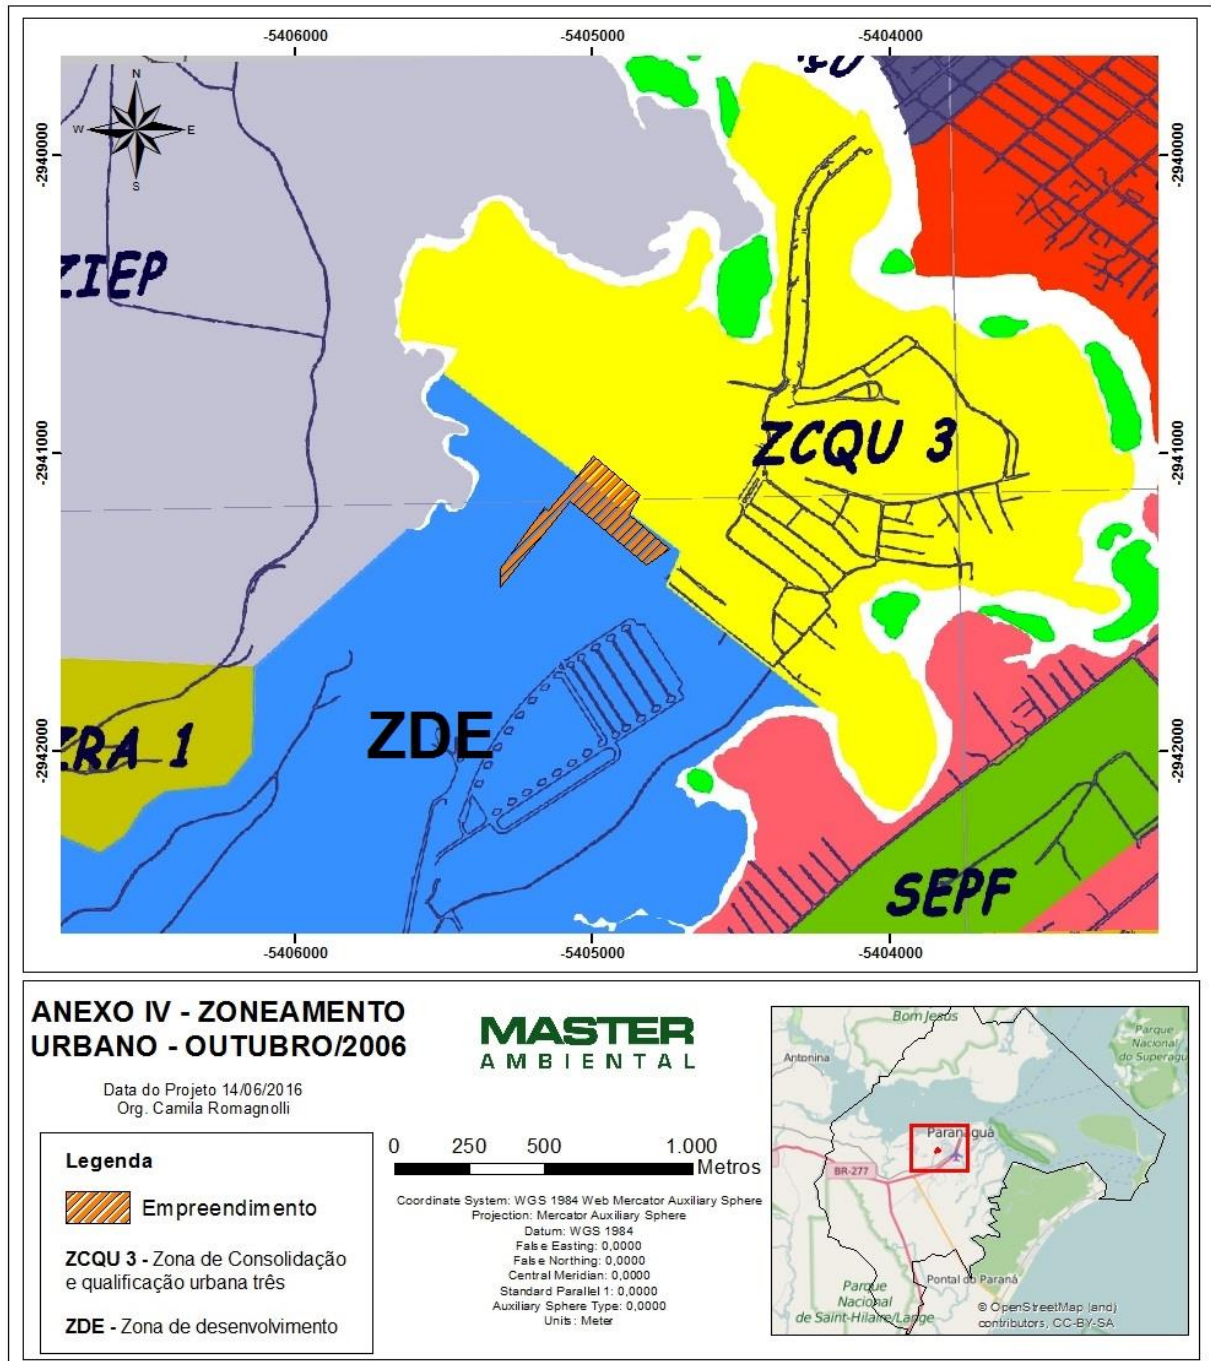 -5406000 -5405000 -5404000
N
W E
S
-2940000 -2940000
ZIEP
ZCQU 3
-2941000 -2941000
ZDE
ZRA 1
-2942000 -2942000
SEPF
-5406000 -5405000 -5404000
ANEXO IV - ZONEAMENTO
URBANO - OUTUBRO/2006
Data do Projeto 14/06/2016
Org. Camila Romagnolli
Legenda
Empreendimento
ZCQU 3 - Zona de Consolidação
e qualificação urbana três
ZDE - Zona de desenvolvimento
MASTER
AMBIENTAL
0 250 500 1.000
Metros
Coordinate System: WGS 1984 Web Mercator Auxiliary Sphere
Projection: Mercator Auxiliary Sphere
Datum: WGS 1984
False Easting: 0,0000
False Northing: 0,0000
Central Meridian: 0,0000
Standard Parallel 1: 0,0000
Auxiliary Sphere Type: 0,0000
Units: Meter
Bom Jesus
Antonina
Parque
Nacional
do Superagu
Paranaguá
BR-277
Pontal do Paraná
Parque
Nacional
de Saint-Hilaire/Lange
© OpenStreetMap (and)
contributors, CC-BY-SA